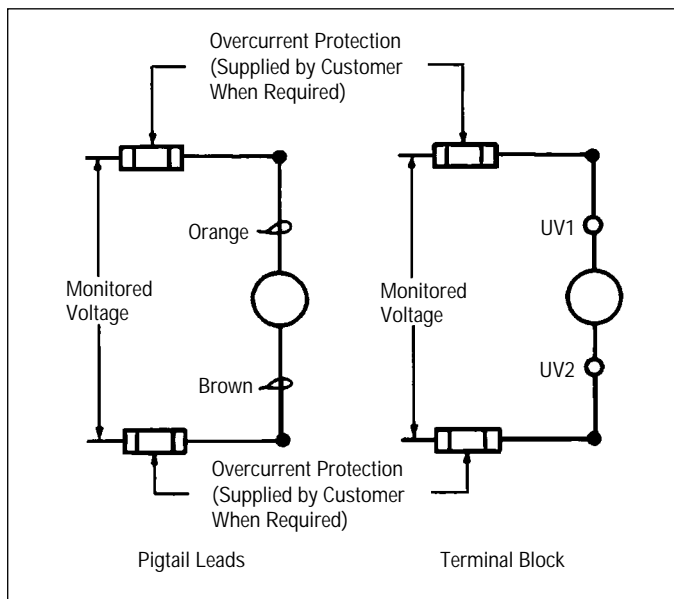 Overcurrent Protection
(Supplied by Customer
When Required)
Orange
UV1
Monitored
Voltage
Monitored
Voltage
Brown
UV2
Overcurrent Protection
(Supplied by Customer
When Required)
Pigtail Leads
Terminal Block